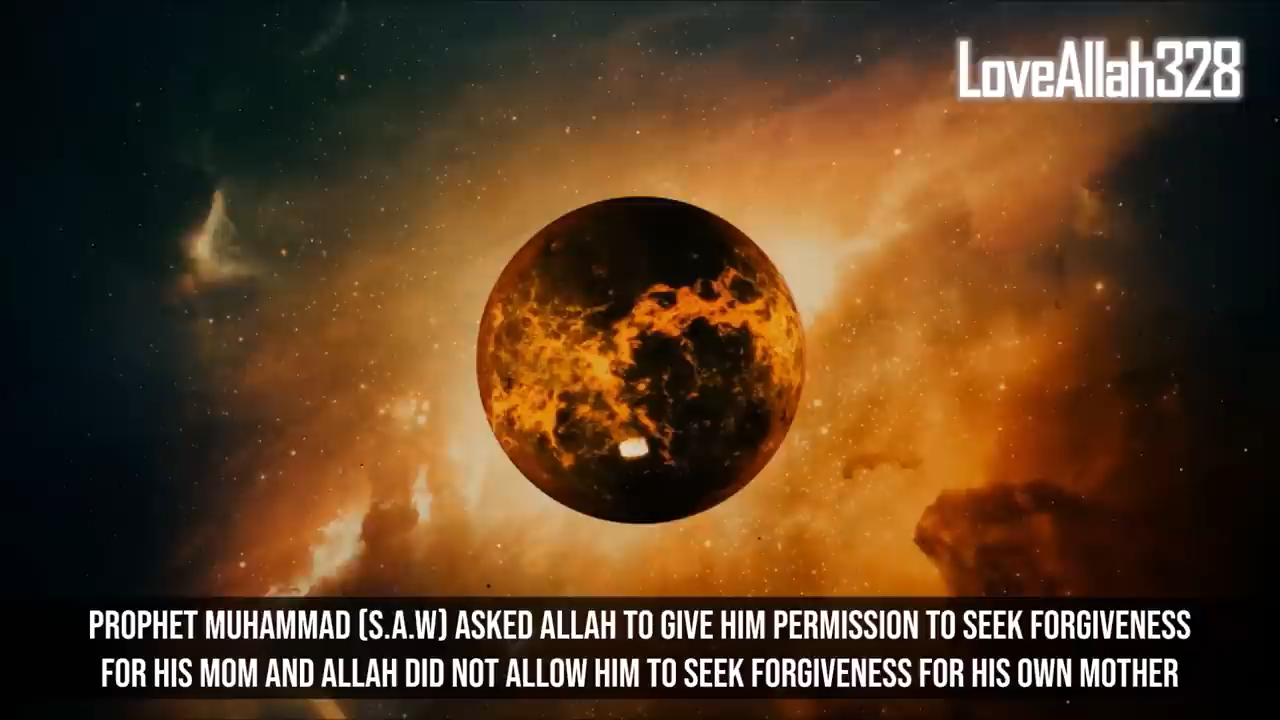 LoveAllah328
PROPHET MUHAMMAD (S.A.W) ASKED ALLAH TO GIVE HIM PERMISSION TO SEEK FORGIVENESS
FOR HIS MOM AND ALLAH DID NOT ALLOW HIM TO SEEK FORGIVENESS FOR HIS OWN MOTHER